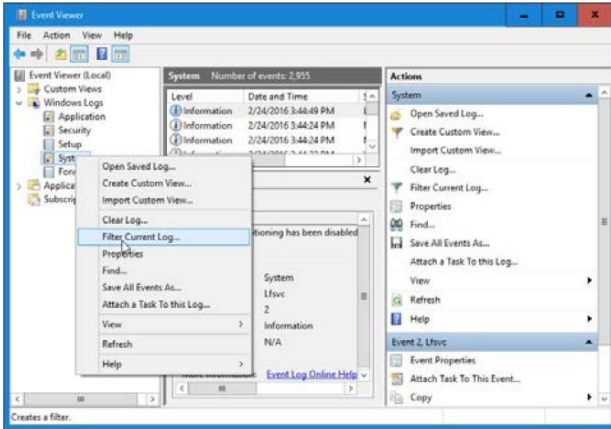 Event Viewer
File Action View Help
Event Viewer (Local)
Custom Views
Windows Logs
Application
Security
Setup
Syst
For
Applica
Subscrip
System Number of events: 2,955
Level Date and Time
Information 2/24/2016 3:44:49 PM
Information 2/24/2016 3:44:24 PM
Information 2/24/2016 3:44:24 PM
Open Saved Log...
Create Custom View...
Import Custom View...
Clear Log...
Filter Current Log...
Properties
Find...
Save All Events As...
Attach a Task To this Log...
View
Refresh
Help
tioning has been disabled
System
Lfsvc
2
Information
N/A
Event Log Online Help
Actions
System
Open Saved Log...
Create Custom View...
Import Custom View...
Clear Log...
Filter Current Log...
Properties
Find...
Save All Events As...
Attach a Task To this Log...
View
Refresh
Help
Event 2, Lfsvc
Event Properties
Attach Task To This Event...
Copy
Creates a filter.